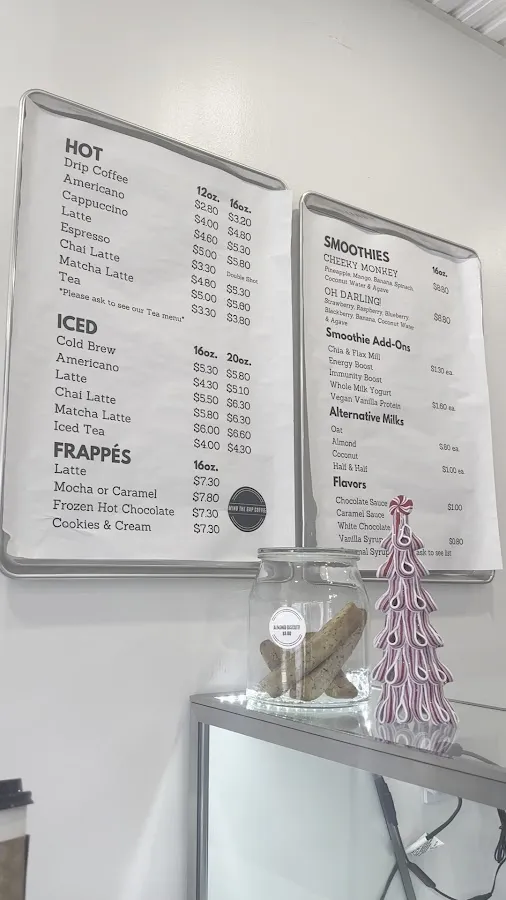 HOT 12oz. 16oz.
Drip Coffee $2.80 $3.20
Americano $4.00 $4.80
Cappuccino $4.60 $5.30
Latte $5.00 $5.80
Espresso $3.30 Double Shot
Chai Latte $4.80 $5.30
Matcha Latte $5.00 $5.80
Tea $3.30 $3.80
*Please ask to see our Tea menu*
ICED 16oz. 20oz.
Cold Brew $5.30 $5.80
Americano $4.30 $5.10
Latte $5.50 $6.30
Chai Latte $5.80 $6.30
Matcha Latte $6.00 $6.60
Iced Tea $4.00 $4.30
FRAPPÉS 16oz.
Latte $7.30
Mocha or Caramel $7.80
Frozen Hot Chocolate $7.30
Cookies & Cream $7.30
MIND THE GAP COFFEE
SMOOTHIES 16oz.
CHEEKY MONKEY $8.80
Pineapple, Mango, Banana, Spinach,
Coconut Water & Agave
OH DARLING! $8.80
Strawberry, Raspberry, Blueberry,
Blackberry, Banana, Coconut Water
& Agave
Smoothie Add-Ons
Chia & Flax Mill
Energy Boost $1.30 ea.
Immunity Boost
Whole Milk Yogurt
Vegan Vanilla Protein $1.80 ea.
Alternative Milks
Oat
Almond $.80 ea.
Coconut
Half & Half $1.00 ea.
Flavors
Chocolate Sauce $1.00
Caramel Sauce
White Chocolate
Vanilla Syrup $0.80
Syrup ask to see list
ALMOND BISCOTTI